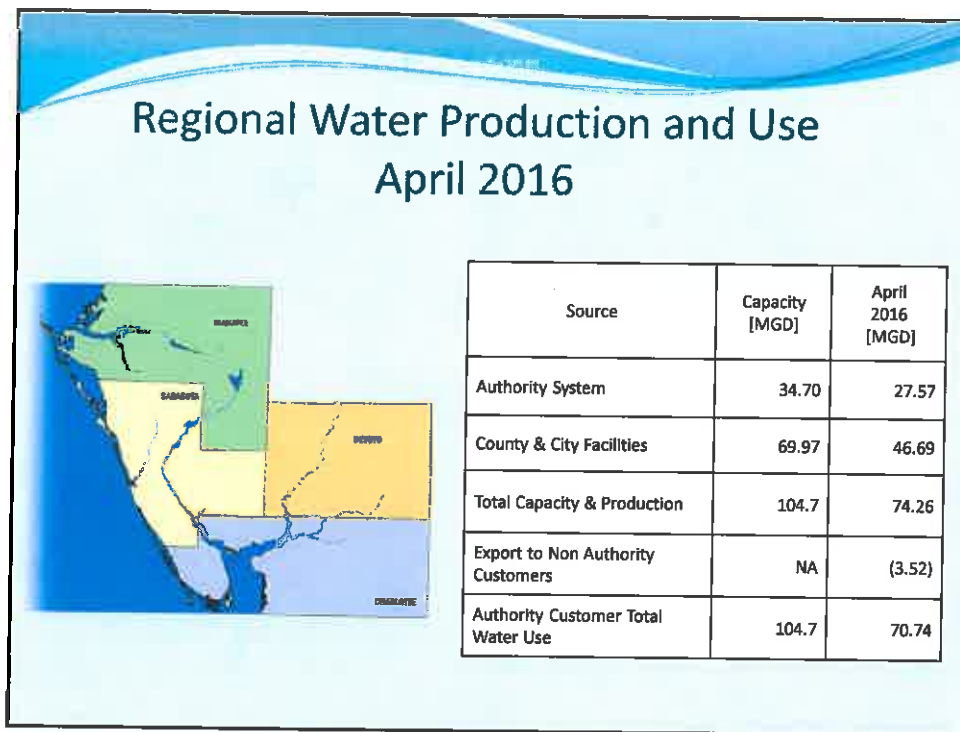 Regional Water Production and Use
April 2016
MANATEE
SARASOTA
DESOTO
CHARLOTTE
Source
Capacity
[MGD]
April
2016
[MGD]
Authority System
34.70
27.57
County & City Facilities
69.97
46.69
Total Capacity & Production
104.7
74.26
Export to Non Authority
Customers
NA
(3.52)
Authority Customer Total
Water Use
104.7
70.74